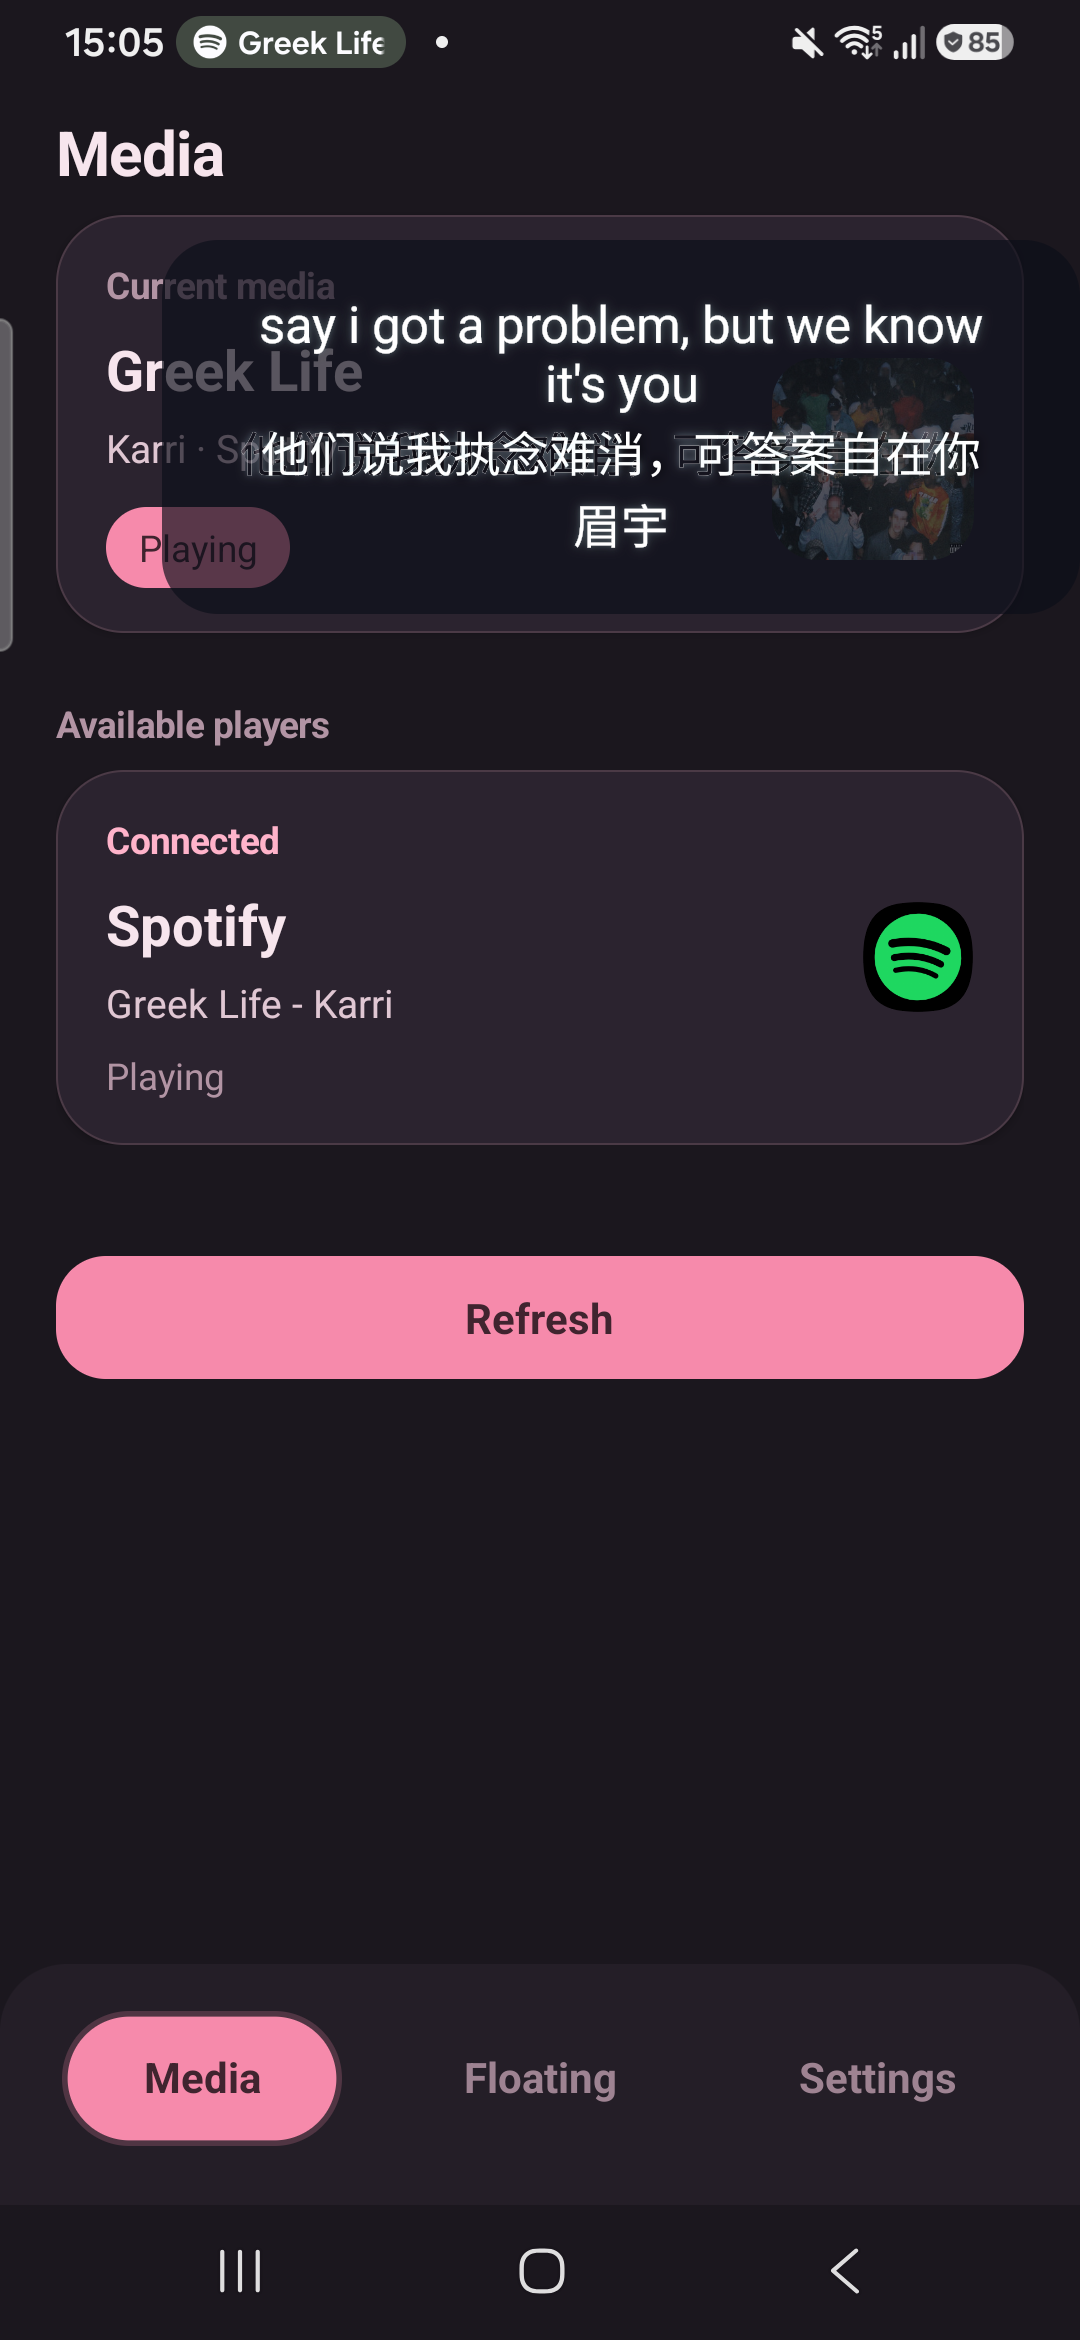 15:05 Greek Life 5 85
Media
Current media
say i got a problem, but we know
it's you
Greek Life
Karri ·
他们说我执念难消，可答案自在你
眉宇
Playing
Available players
Connected
Spotify
Greek Life - Karri
Playing
Refresh
Media Floating Settings